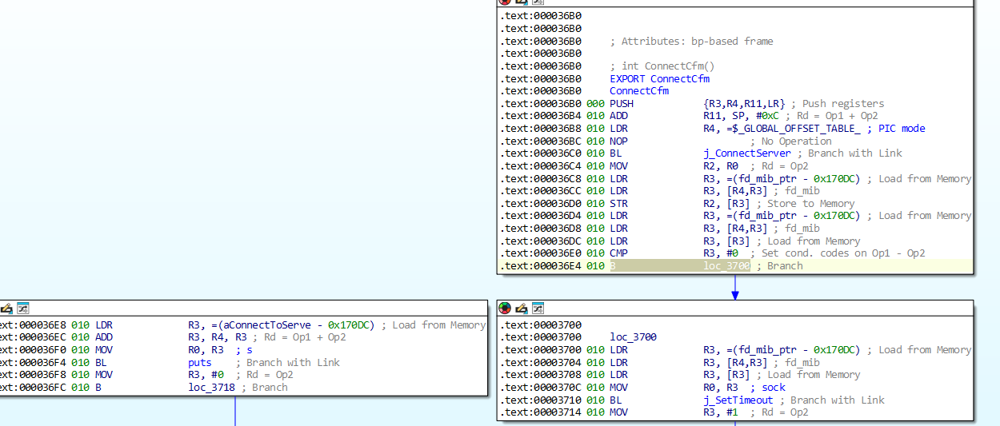 .text:000036B0
.text:000036B0
.text:000036B0 ; Attributes: bp-based frame
.text:000036B0
.text:000036B0 ; int ConnectCfm()
.text:000036B0 EXPORT ConnectCfm
.text:000036B0 ConnectCfm
.text:000036B0 000 PUSH {R3,R4,R11,LR} ; Push registers
.text:000036B4 010 ADD R11, SP, #0xC ; Rd = Op1 + Op2
.text:000036B8 010 LDR R4, =$_GLOBAL_OFFSET_TABLE_ ; PIC mode
.text:000036BC 010 NOP ; No Operation
.text:000036C0 010 BL j_ConnectServer ; Branch with Link
.text:000036C4 010 MOV R2, R0 ; Rd = Op2
.text:000036C8 010 LDR R3, =(fd_mib_ptr - 0x170DC) ; Load from Memory
.text:000036CC 010 LDR R3, [R4,R3] ; fd_mib
.text:000036D0 010 STR R2, [R3] ; Store to Memory
.text:000036D4 010 LDR R3, =(fd_mib_ptr - 0x170DC) ; Load from Memory
.text:000036D8 010 LDR R3, [R4,R3] ; fd_mib
.text:000036DC 010 LDR R3, [R3] ; Load from Memory
.text:000036E0 010 CMP R3, #0 ; Set cond. codes on Op1 - Op2
.text:000036E4 010 B loc_3700 ; Branch
ext:000036E8 010 LDR R3, =(aConnectToServe - 0x170DC) ; Load from Memory
ext:000036EC 010 ADD R3, R4, R3 ; Rd = Op1 + Op2
ext:000036F0 010 MOV R0, R3 ; s
ext:000036F4 010 BL puts ; Branch with Link
ext:000036F8 010 MOV R3, #0 ; Rd = Op2
ext:000036FC 010 B loc_3718 ; Branch
.text:00003700
.text:00003700 loc_3700
.text:00003700 010 LDR R3, =(fd_mib_ptr - 0x170DC) ; Load from Memory
.text:00003704 010 LDR R3, [R4,R3] ; fd_mib
.text:00003708 010 LDR R3, [R3] ; Load from Memory
.text:0000370C 010 MOV R0, R3 ; sock
.text:00003710 010 BL j_SetTimeout ; Branch with Link
.text:00003714 010 MOV R3, #1 ; Rd = Op2